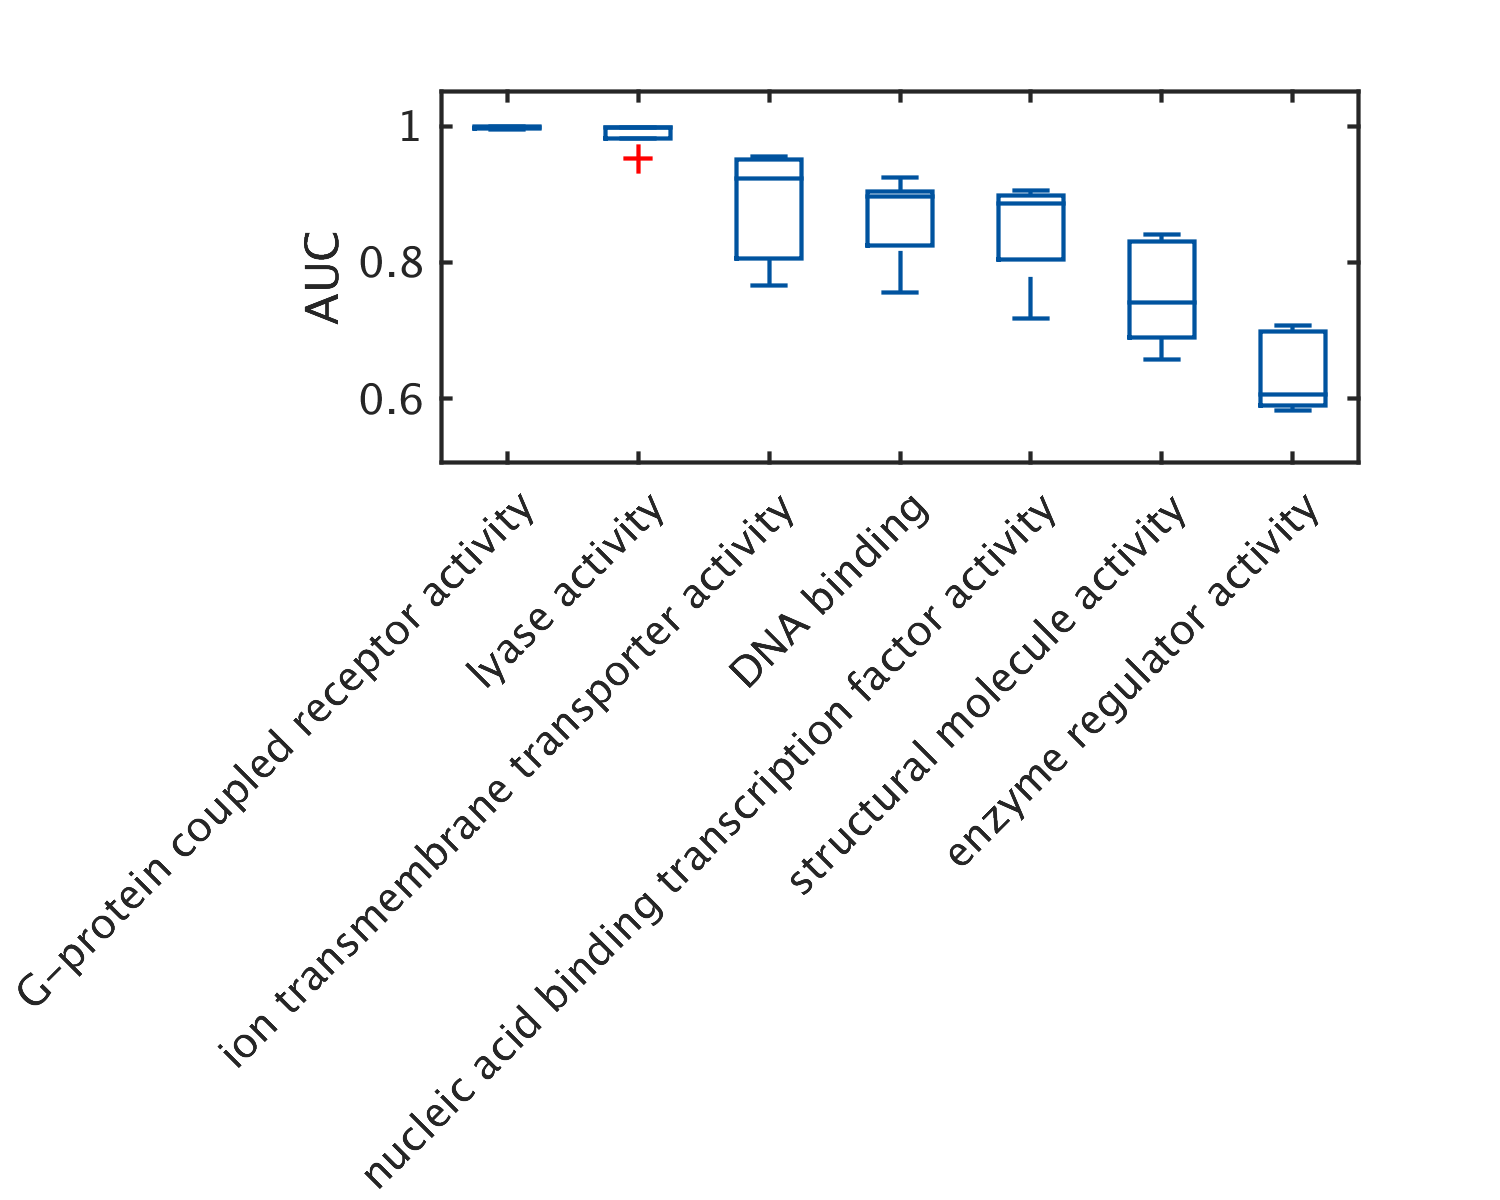 1
0.8
0.6
AUC
G-protein coupled receptor activity
lyase activity
ion transmembrane transporter activity
DNA binding
nucleic acid binding transcription factor activity
structural molecule activity
enzyme regulator activity